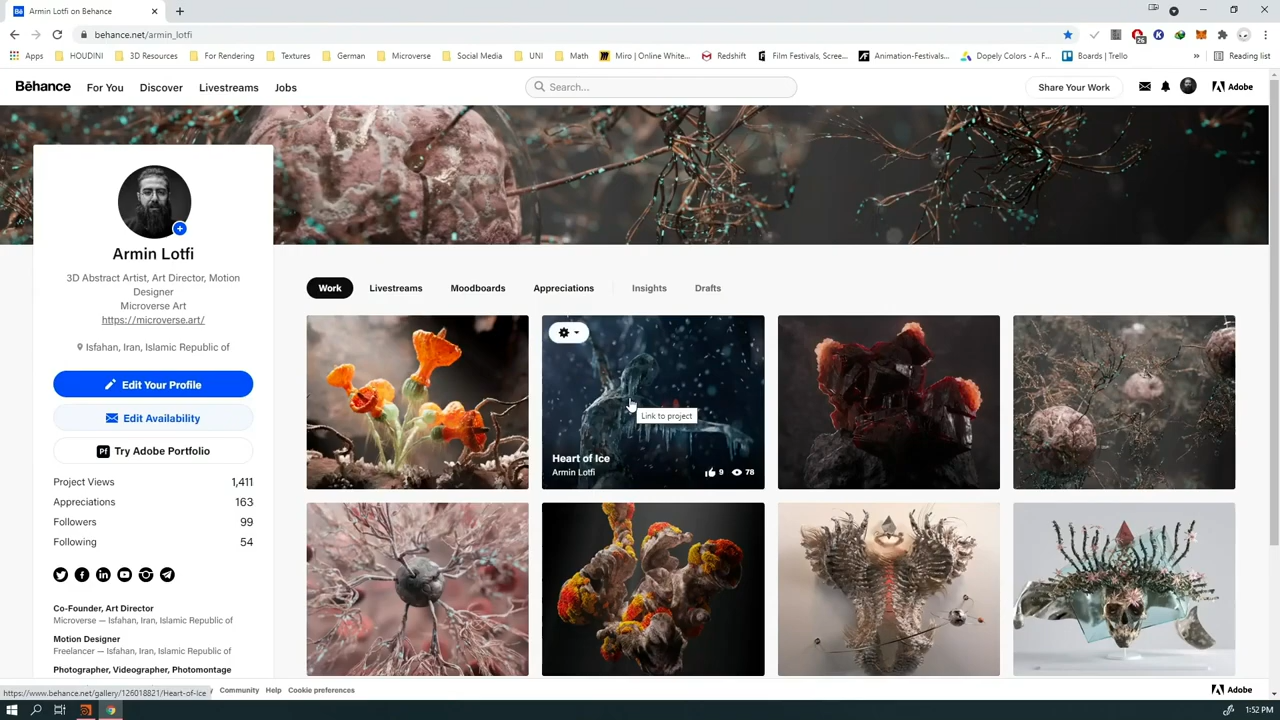 Armin Lotfi on Behance
behance.net/armin_lotfi
26
Apps HOUDINI 3D Resources For Rendering Textures German Microverse Social Media UNI Math Miro | Online White... Redshift Film Festivals, Scree... Animation-Festivals... Dopely Colors - A F... Boards | Trello » Reading list
Bēhance For You Discover Livestreams Jobs Search... Share Your Work Adobe
Armin Lotfi
3D Abstract Artist, Art Director, Motion
Designer
Microverse Art
https://microverse.art/
Isfahan, Iran, Islamic Republic of
Edit Your Profile
Edit Availability
Pf Try Adobe Portfolio
Project Views 1,411
Appreciations 163
Followers 99
Following 54
Co-Founder, Art Director
Microverse — Isfahan, Iran, Islamic Republic of
Motion Designer
Freelancer — Isfahan, Iran, Islamic Republic of
Photographer, Videographer, Photomontage
Work Livestreams Moodboards Appreciations Insights Drafts
Link to project
Heart of Ice
Armin Lotfi 9 78
https://www.behance.net/gallery/126018821/Heart-of-Ice
Community Help Cookie preferences
Adobe
1:52 PM